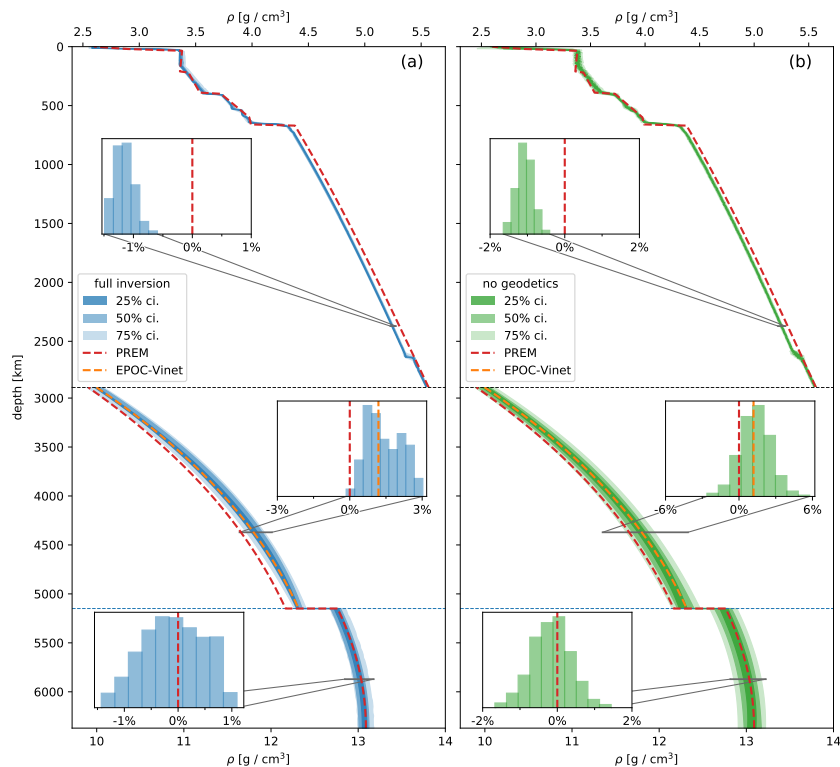 ρ [g / cm³]
ρ [g / cm³]
2.5 3.0 3.5 4.0 4.5 5.0 5.5
2.5 3.0 3.5 4.0 4.5 5.0 5.5
(a)
(b)
0
500
1000
1500
2000
2500
3000
3500
4000
4500
5000
5500
6000
depth [km]
-1% 0% 1%
-2% 0% 2%
full inversion
25% ci.
50% ci.
75% ci.
PREM
EPOC-Vinet
no geodetics
25% ci.
50% ci.
75% ci.
PREM
EPOC-Vinet
-3% 0% 3%
-6% 0% 6%
-1% 0% 1%
-2% 0% 2%
10 11 12 13 14
10 11 12 13 14
ρ [g / cm³]
ρ [g / cm³]